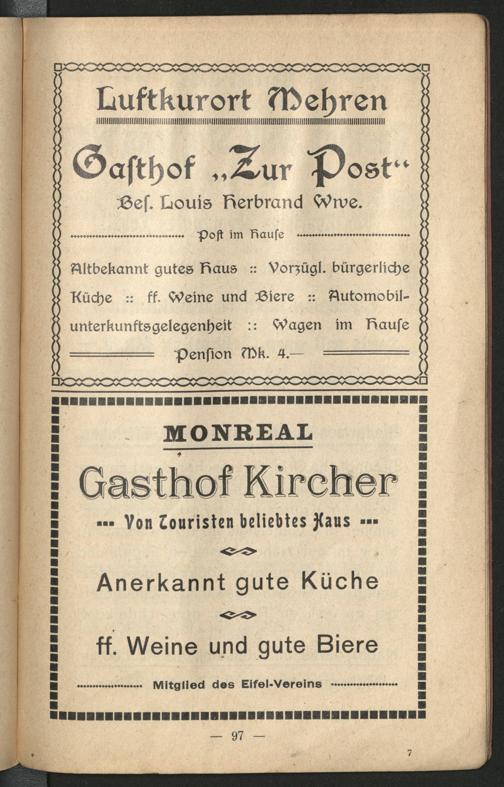 Luftkurort Mehren
Gaſthof „Zur Poſt“
Beſ. Louis Herbrand Wwe.
Poſt im Hauſe
Altbekannt gutes Haus :: Vorzügl. bürgerliche
Küche :: ff. Weine und Biere :: Automobil-
unterkunftsgelegenheit :: Wagen im Hauſe
Penſion Mk. 4.—
MONREAL
Gasthof Kircher
Von Touristen beliebtes Haus
Anerkannt gute Küche
ff. Weine und gute Biere
Mitglied des Eifel-Vereins
— 97 —
7